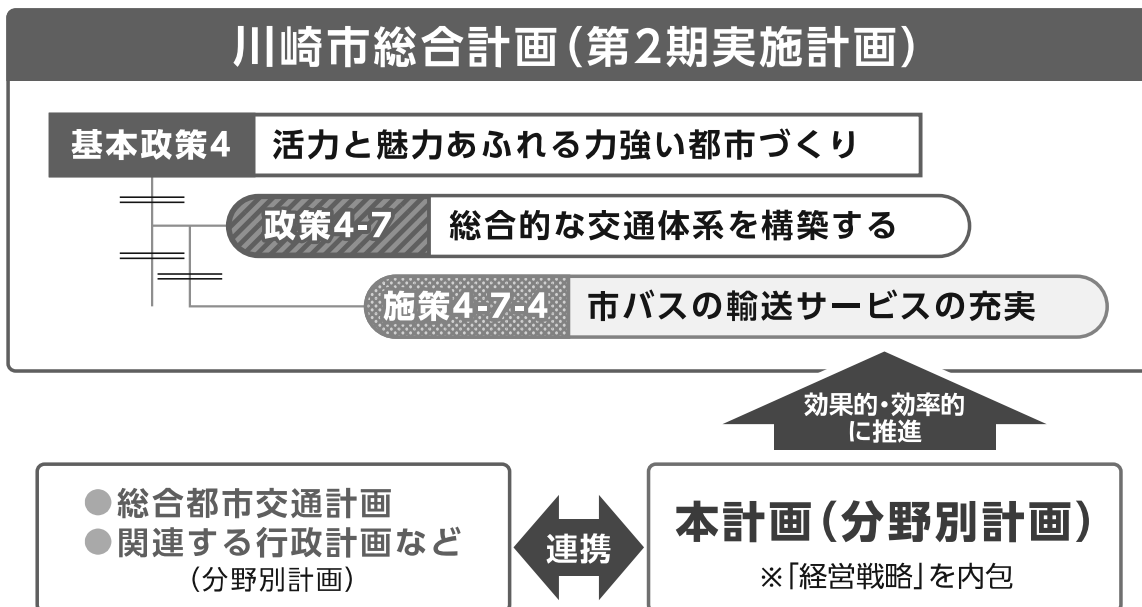 川崎市総合計画（第2期実施計画）
基本政策4 活力と魅力あふれる力強い都市づくり
政策4-7 総合的な交通体系を構築する
施策4-7-4 市バスの輸送サービスの充実
効果的・効率的
に推進
●総合都市交通計画
●関連する行政計画など
（分野別計画）
連携
本計画（分野別計画）
※「経営戦略」を内包